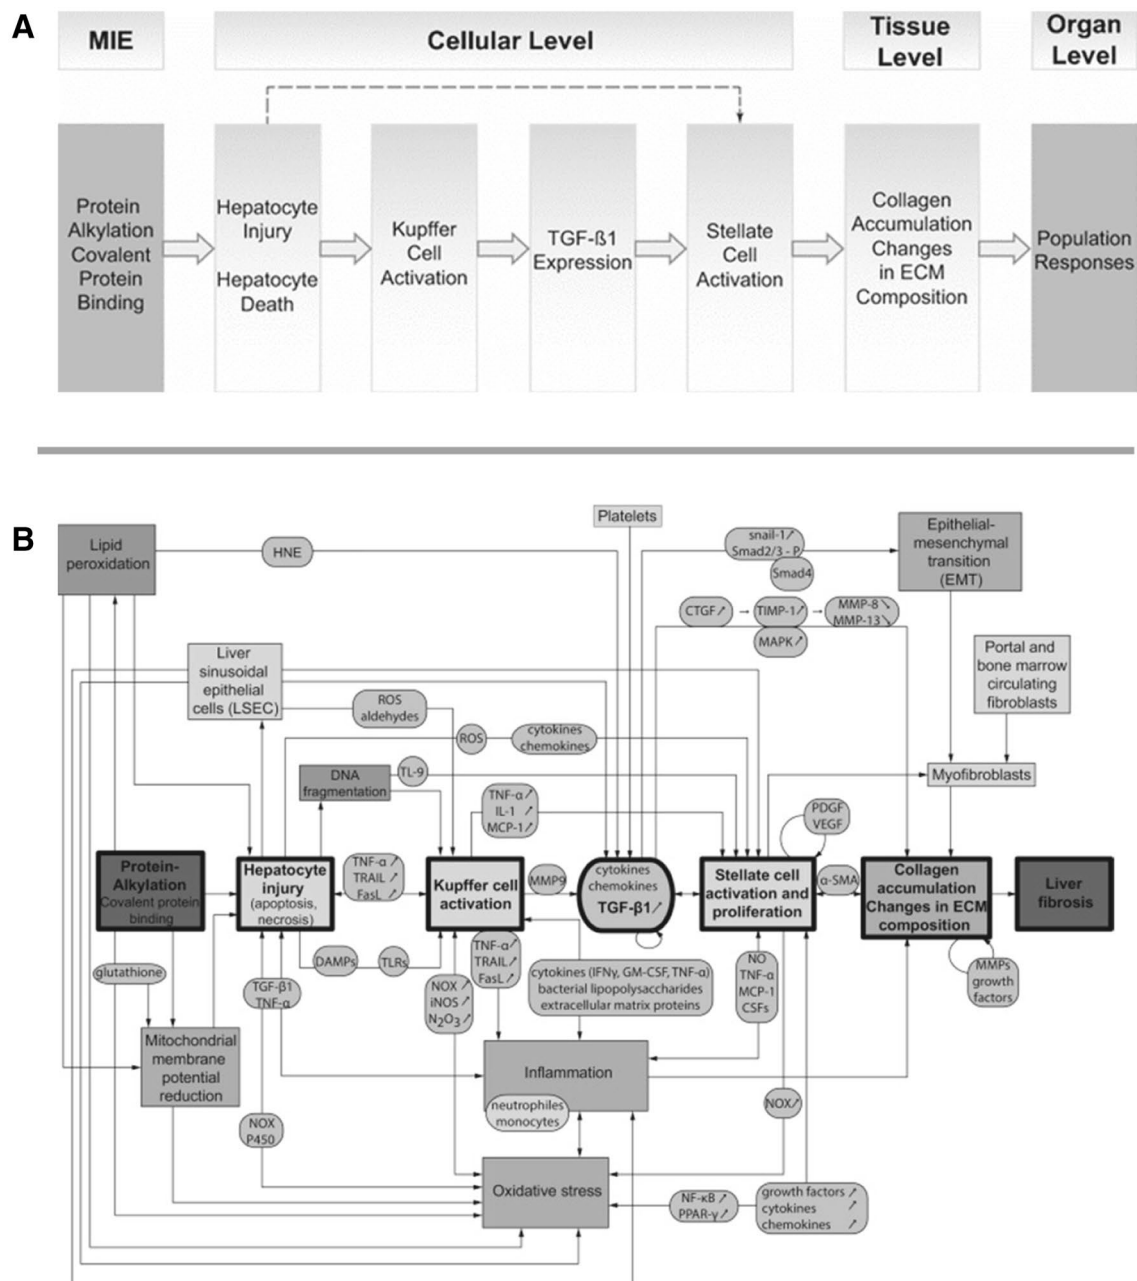 A
MIE
Cellular Level
Tissue
Level
Organ
Level
Protein
Alkylation
Covalent
Protein
Binding
Hepatocyte
Injury
Hepatocyte
Death
Kupffer
Cell
Activation
TGF-ß1
Expression
Stellate
Cell
Activation
Collagen
Accumulation
Changes
in ECM
Composition
Population
Responses
B
Lipid
peroxidation
HNE
Platelets
snail-1↗
Smad2/3 - P
Smad4
Epithelial-
mesenchymal
transition
(EMT)
CTGF↗ → TIMP-1↗ → MMP-8↘
MMP-13↘
MAPK↗
Liver
sinusoidal
epithelial
cells (LSEC)
Portal and
bone marrow
circulating
fibroblasts
ROS
aldehydes
ROS
cytokines
chemokines
DNA
fragmentation
TL-9
Myofibroblasts
TNF-α↗
IL-1↗
MCP-1↗
PDGF
VEGF
Protein-
Alkylation
Covalent protein
binding
Hepatocyte
injury
(apoptosis,
necrosis)
TNF-α↗
TRAIL↗
FasL↗
Kupffer cell
activation
MMP9
cytokines
chemokines
TGF-β1↗
Stellate cell
activation and
proliferation
α-SMA
Collagen
accumulation
Changes in ECM
composition
Liver
fibrosis
glutathione
TGF-β1
TNF-α
DAMPs
TLRs
NOX↗
iNOS↗
N2O3↗
TNF-α↗
TRAIL↗
FasL↗
cytokines (IFNγ, GM-CSF, TNF-α)
bacterial lipopolysaccharides
extracellular matrix proteins
NO
TNF-α
MCP-1
CSFs
MMPs
growth
factors
Mitochondrial
membrane
potential
reduction
Inflammation
neutrophiles
monocytes
NOX
P450
NOX↗
Oxidative stress
NF-κB↗
PPAR-γ↗
growth factors↗
cytokines↗
chemokines↗